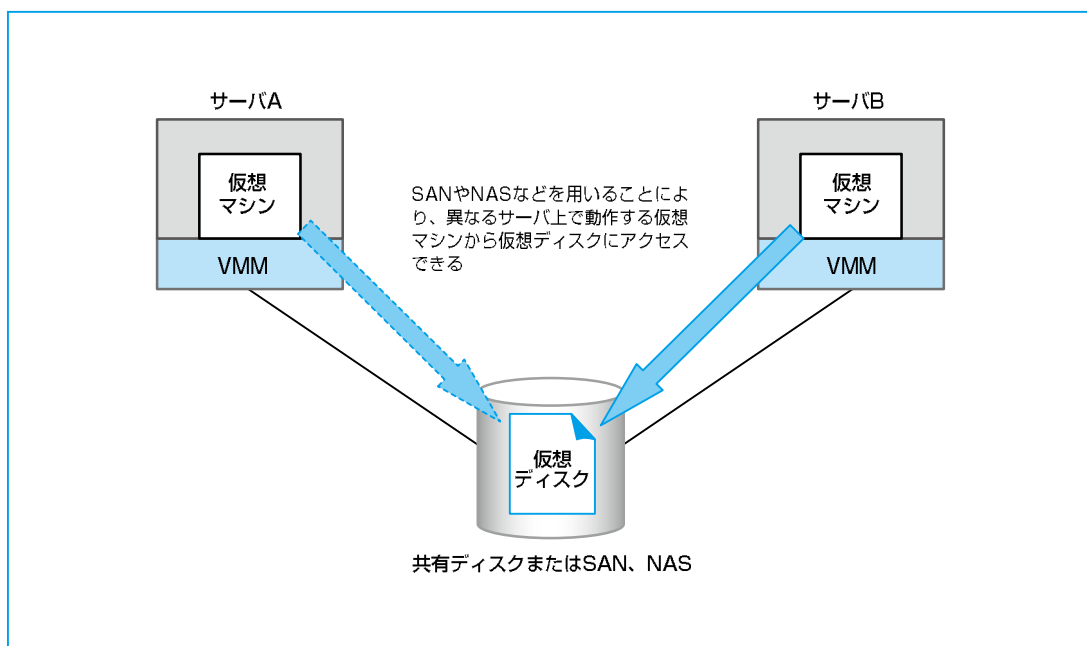 サーバA
サーバB
仮想
マシン
VMM
SANやNASなどを用いることによ
り、異なるサーバ上で動作する仮想
マシンから仮想ディスクにアクセス
できる
仮想
マシン
VMM
仮想
ディスク
共有ディスクまたはSAN、NAS